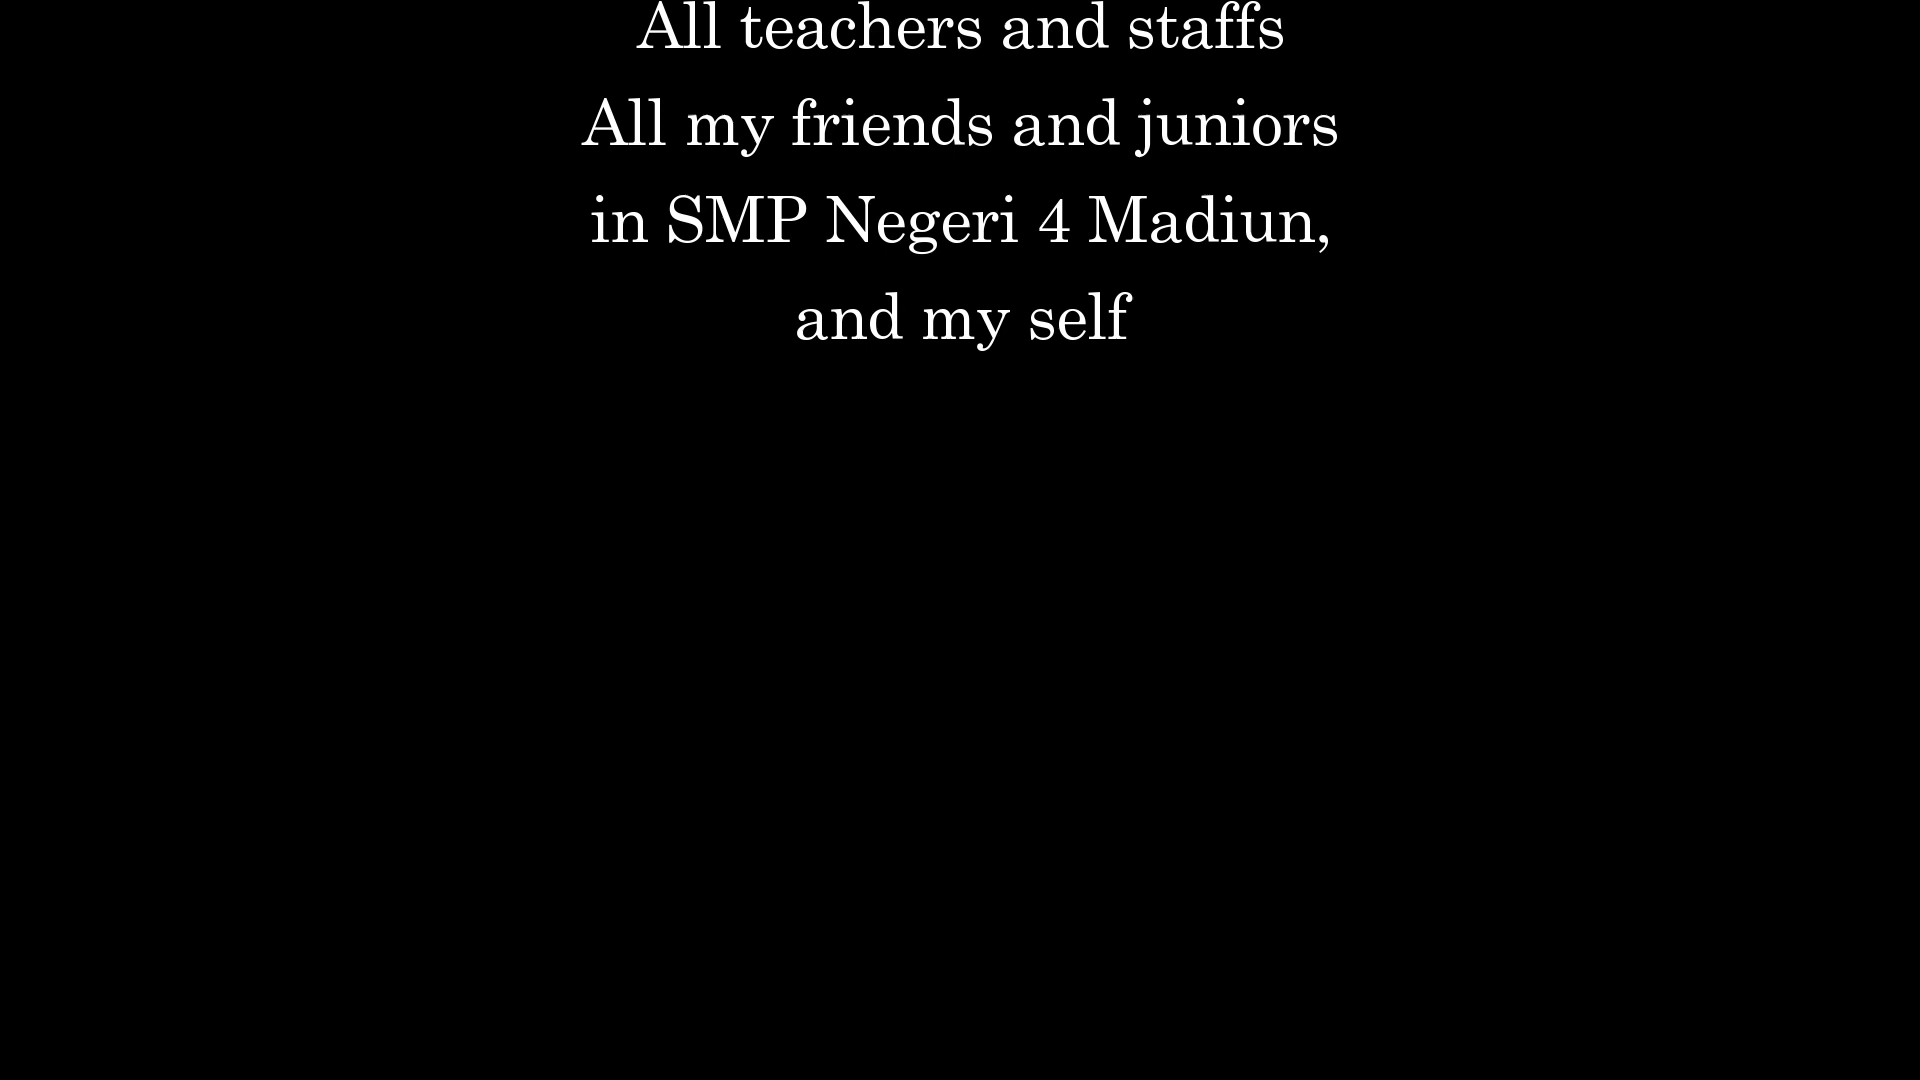 All teachers and staffs
All my friends and juniors
in SMP Negeri 4 Madiun,
and my self